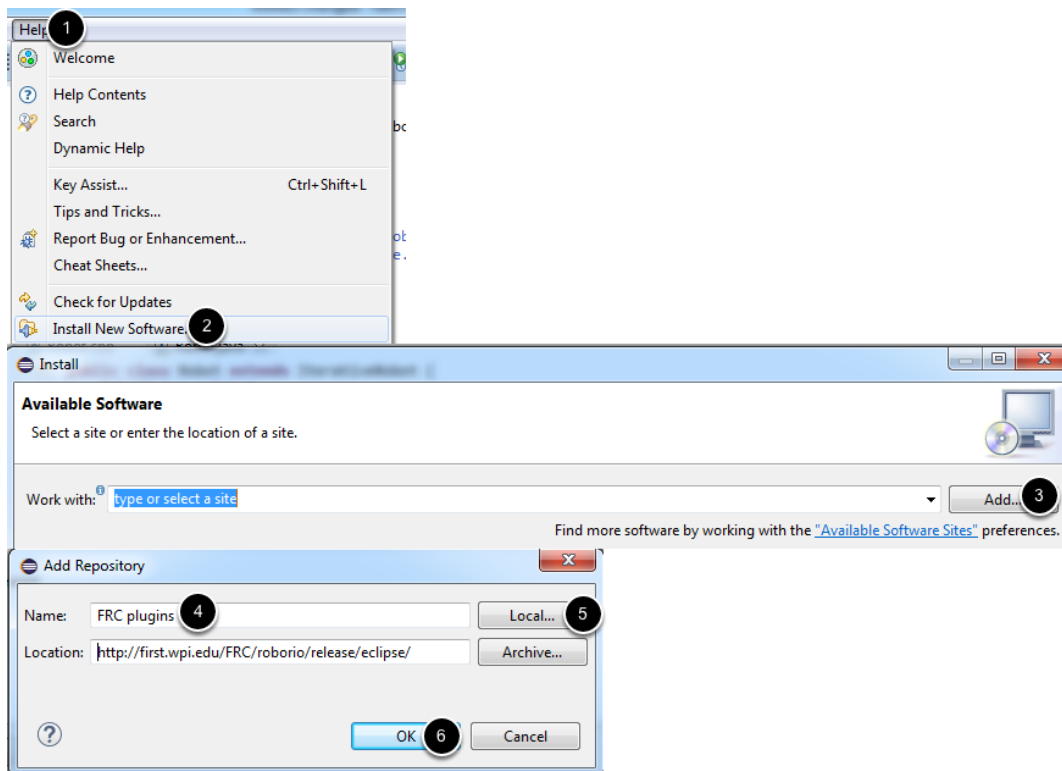 Help 1
Welcome
Help Contents
Search
Dynamic Help
Key Assist... Ctrl+Shift+L
Tips and Tricks...
Report Bug or Enhancement...
Cheat Sheets...
Check for Updates
Install New Software 2
Install
Available Software
Select a site or enter the location of a site.
Work with: type or select a site Add... 3
Find more software by working with the "Available Software Sites" preferences.
Add Repository
Name: FRC plugins 4 Local... 5
Location: http://first.wpi.edu/FRC/roborio/release/eclipse/ Archive...
? OK 6 Cancel